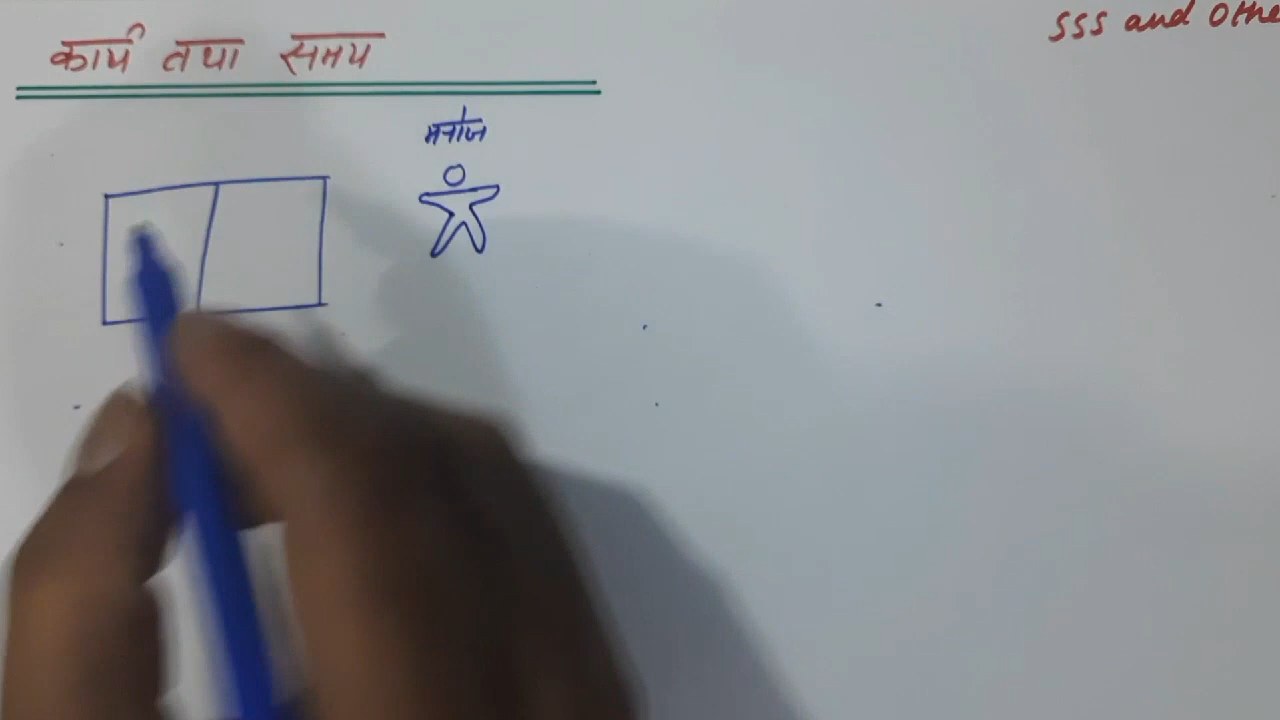 कार्य तथा समय
SSS and Othe
मनोज